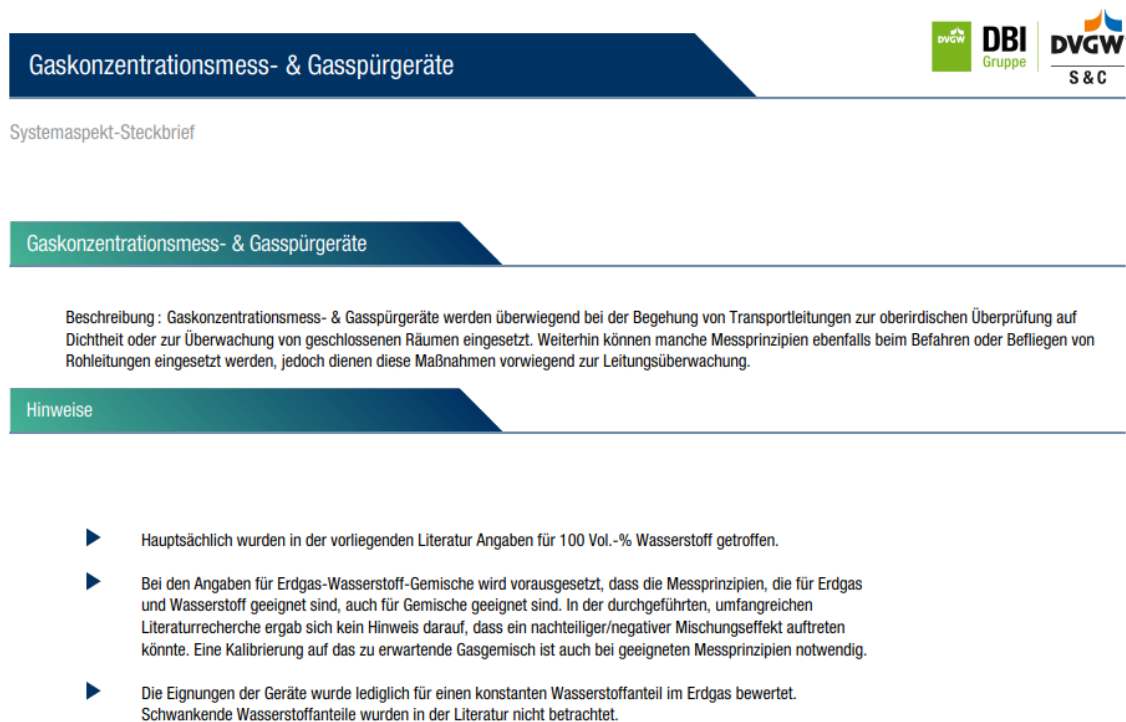 Gaskonzentrationsmess- & Gasspürgeräte
DVGW
DBI
Gruppe
DVGW
S & C
Systemaspekt-Steckbrief
Gaskonzentrationsmess- & Gasspürgeräte
Beschreibung : Gaskonzentrationsmess- & Gasspürgeräte werden überwiegend bei der Begehung von Transportleitungen zur oberirdischen Überprüfung auf
Dichtheit oder zur Überwachung von geschlossenen Räumen eingesetzt. Weiterhin können manche Messprinzipien ebenfalls beim Befahren oder Befliegen von
Rohleitungen eingesetzt werden, jedoch dienen diese Maßnahmen vorwiegend zur Leitungsüberwachung.
Hinweise
Hauptsächlich wurden in der vorliegenden Literatur Angaben für 100 Vol.-% Wasserstoff getroffen.
Bei den Angaben für Erdgas-Wasserstoff-Gemische wird vorausgesetzt, dass die Messprinzipien, die für Erdgas
und Wasserstoff geeignet sind, auch für Gemische geeignet sind. In der durchgeführten, umfangreichen
Literaturrecherche ergab sich kein Hinweis darauf, dass ein nachteiliger/negativer Mischungseffekt auftreten
könnte. Eine Kalibrierung auf das zu erwartende Gasgemisch ist auch bei geeigneten Messprinzipien notwendig.
Die Eignungen der Geräte wurde lediglich für einen konstanten Wasserstoffanteil im Erdgas bewertet.
Schwankende Wasserstoffanteile wurden in der Literatur nicht betrachtet.